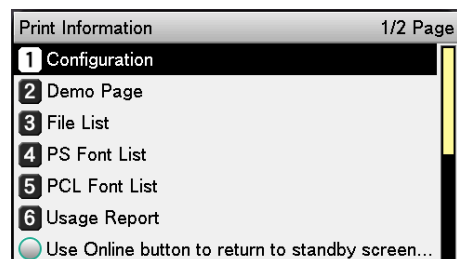 Print Information 1/2 Page
1 Configuration
2 Demo Page
3 File List
4 PS Font List
5 PCL Font List
6 Usage Report
Use Online button to return to standby screen...